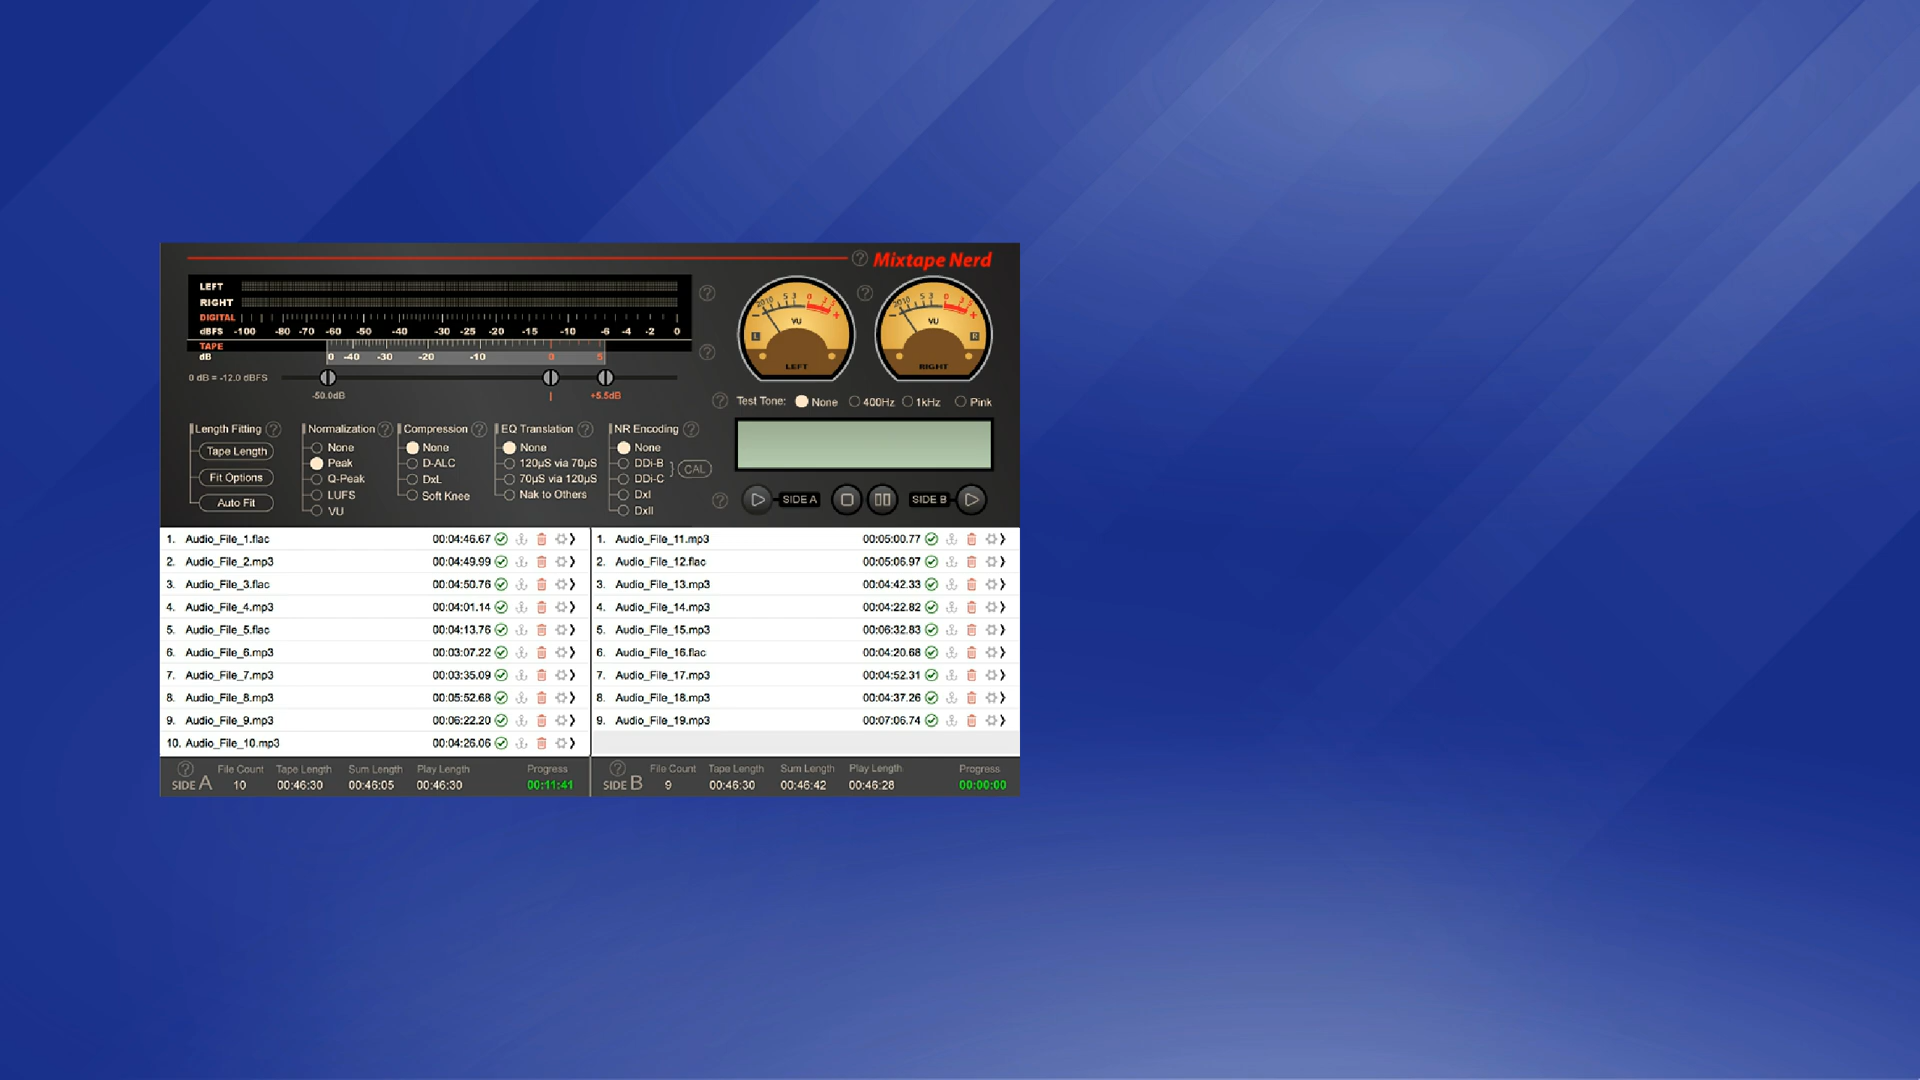 Mixtape Nerd
LEFT
RIGHT
DIGITAL
dBFS -100 -80 -70 -60 -50 -40 -30 -25 -20 -15 -10 -6 -4 -2 0
TAPE
dB 0 -40 -30 -20 -10 0 5
0 dB = -12.0 dBFS
-50.0dB +5.5dB
20 10 5 3 0 3 5 +
VU
L
LEFT
20 10 5 3 0 3 5 +
VU
R
RIGHT
Test Tone: None 400Hz 1kHz Pink
Length Fitting
Tape Length
Fit Options
Auto Fit
Normalization
None
Peak
Q-Peak
LUFS
VU
Compression
None
D-ALC
DxL
Soft Knee
EQ Translation
None
120µS via 70µS
70µS via 120µS
Nak to Others
NR Encoding
None
DDi-B
DDi-C
DxI
DxII
CAL
SIDE A SIDE B
1. Audio_File_1.flac 00:04:46.67
2. Audio_File_2.mp3 00:04:49.99
3. Audio_File_3.flac 00:04:50.76
4. Audio_File_4.mp3 00:04:01.14
5. Audio_File_5.flac 00:04:13.76
6. Audio_File_6.mp3 00:03:07.22
7. Audio_File_7.mp3 00:03:35.09
8. Audio_File_8.mp3 00:05:52.68
9. Audio_File_9.mp3 00:06:22.20
10. Audio_File_10.mp3 00:04:26.06
1. Audio_File_11.mp3 00:05:00.77
2. Audio_File_12.flac 00:05:06.97
3. Audio_File_13.mp3 00:04:42.33
4. Audio_File_14.mp3 00:04:22.82
5. Audio_File_15.mp3 00:06:32.83
6. Audio_File_16.flac 00:04:20.68
7. Audio_File_17.mp3 00:04:52.31
8. Audio_File_18.mp3 00:04:37.26
9. Audio_File_19.mp3 00:07:06.74
File Count Tape Length Sum Length Play Length Progress
SIDE A 10 00:46:30 00:46:05 00:46:30 00:11:41
File Count Tape Length Sum Length Play Length Progress
SIDE B 9 00:46:30 00:46:42 00:46:28 00:00:00